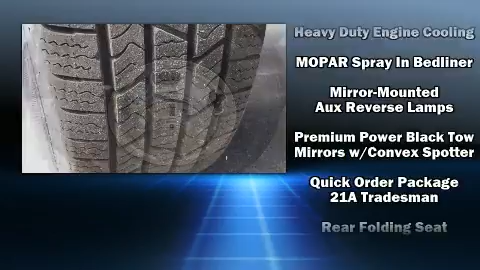 Heavy Duty Engine Cooling
MOPAR Spray In Bedliner
Mirror-Mounted
Aux Reverse Lamps
Premium Power Black Tow
Mirrors w/Convex Spotter
Quick Order Package
21A Tradesman
Rear Folding Seat